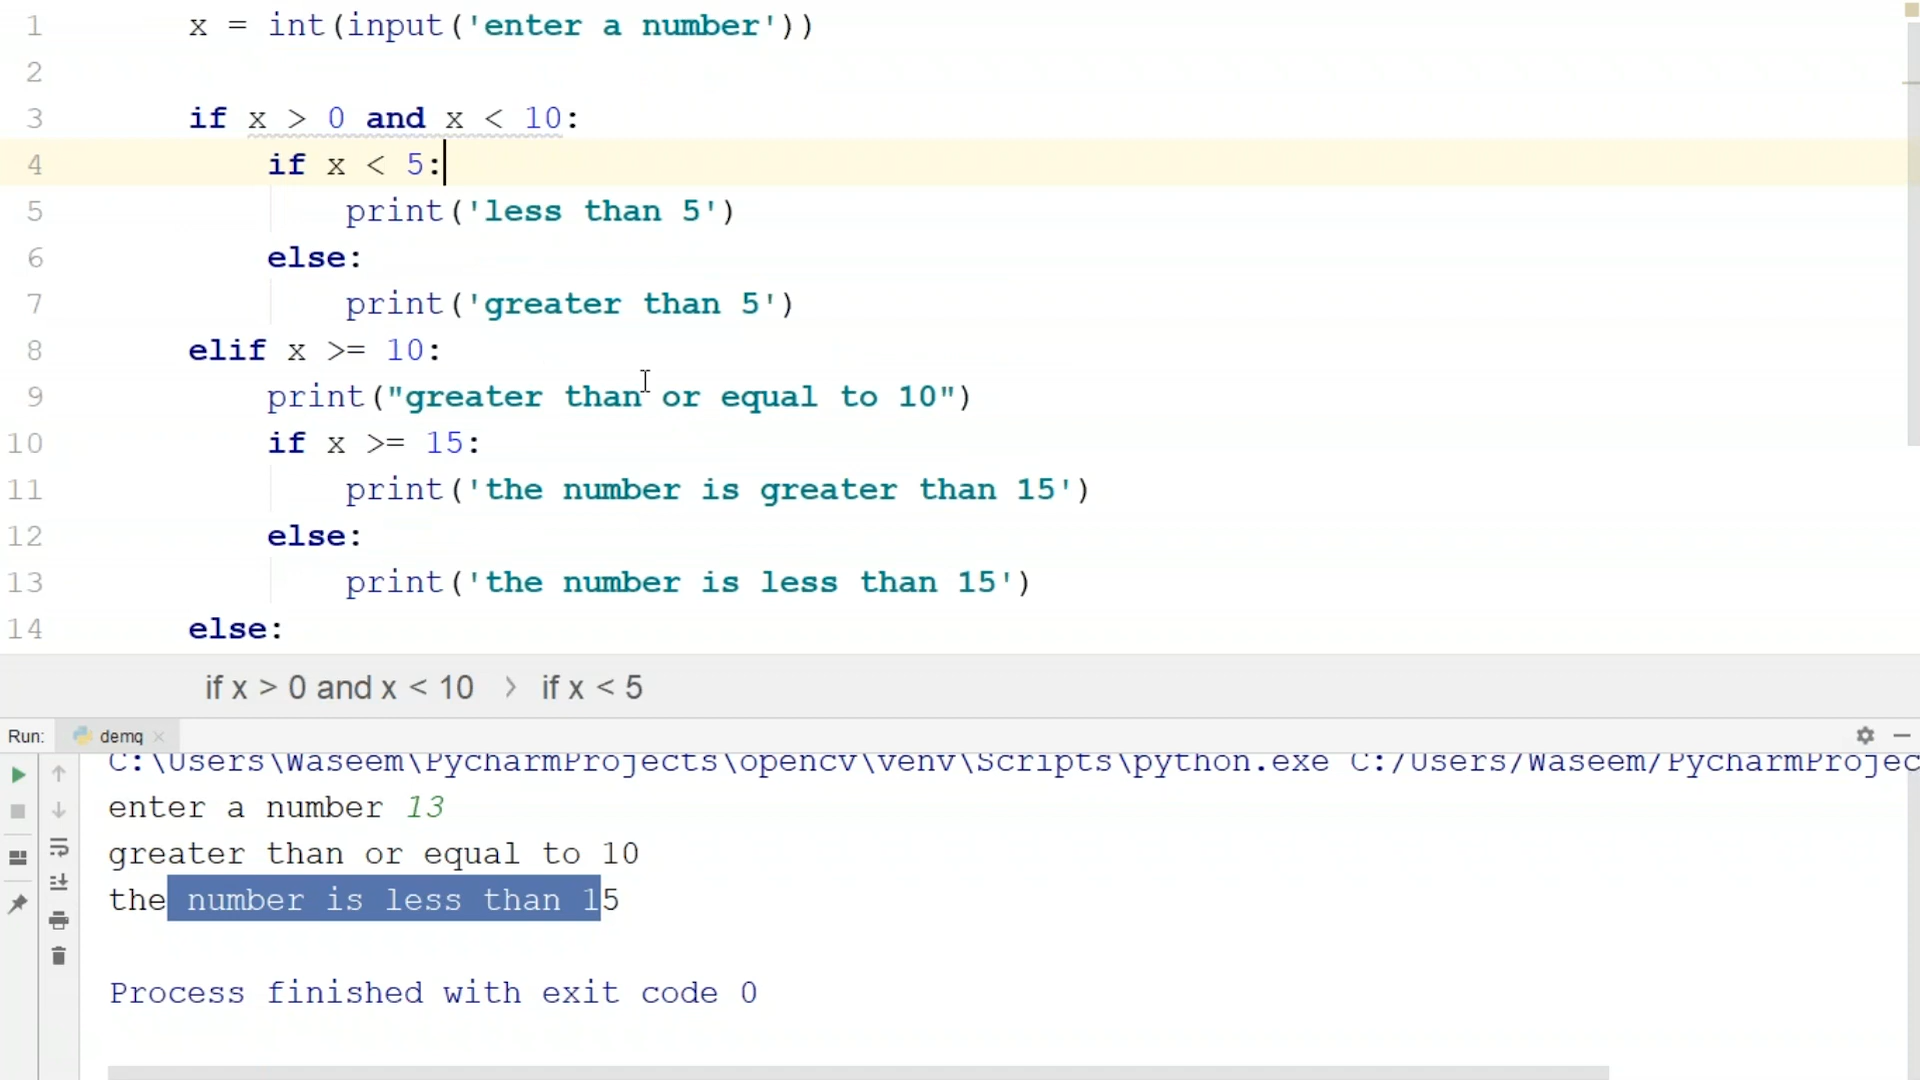 1 x = int(input('enter a number'))
2
3 if x > 0 and x < 10:
4 if x < 5:
5 print('less than 5')
6 else:
7 print('greater than 5')
8 elif x >= 10:
9 print("greater than or equal to 10")
10 if x >= 15:
11 print('the number is greater than 15')
12 else:
13 print('the number is less than 15')
14 else:
if x > 0 and x < 10 › if x < 5
Run: demq
C:\Users\Waseem\PycharmProjects\opencv\venv\Scripts\python.exe C:/Users/Waseem/PycharmProjec
enter a number 13
greater than or equal to 10
the number is less than 15
Process finished with exit code 0